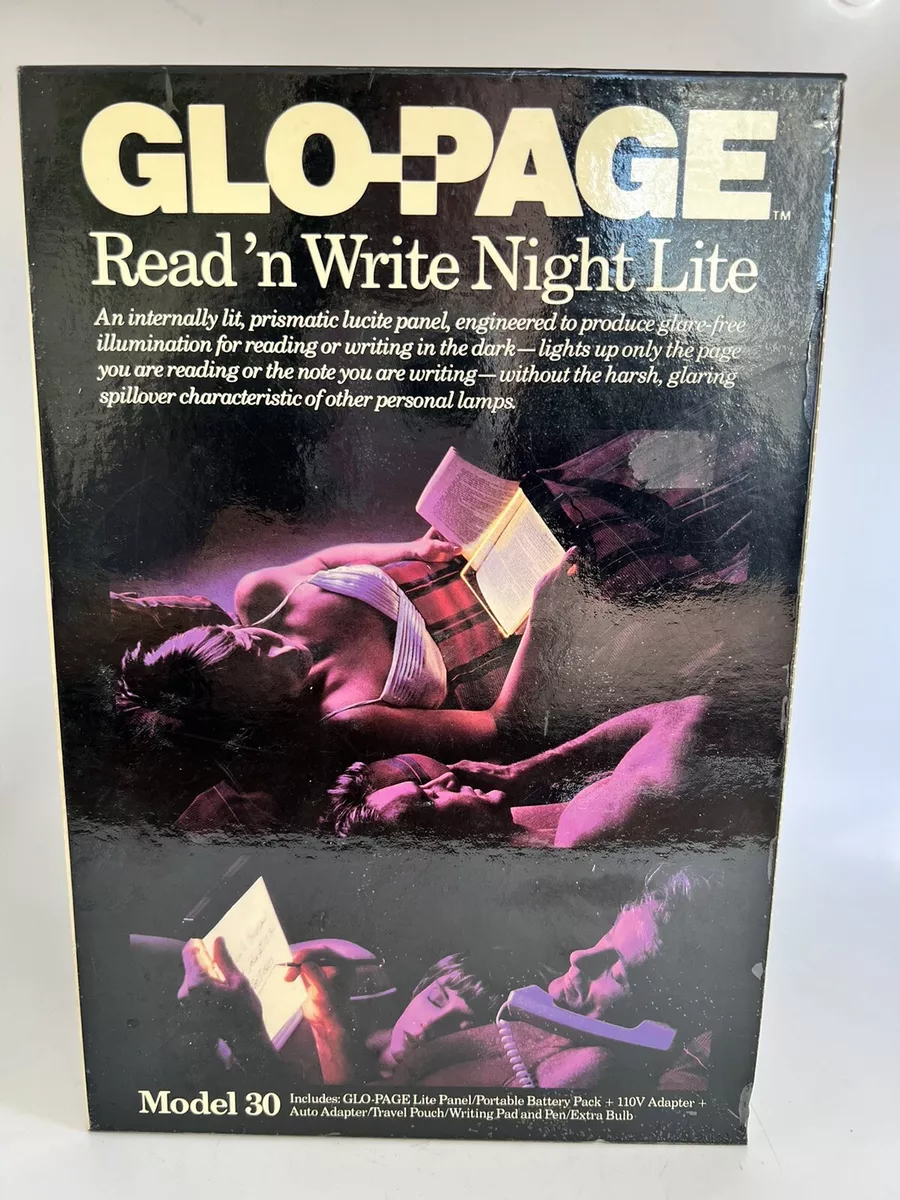 GLO-PAGE™
Read 'n Write Night Lite
An internally lit, prismatic lucite panel, engineered to produce glare-free
illumination for reading or writing in the dark—lights up only the page
you are reading or the note you are writing—without the harsh, glaring
spillover characteristic of other personal lamps.
Model 30
Includes: GLO-PAGE Lite Panel/Portable Battery Pack + 110V Adapter +
Auto Adapter/Travel Pouch/Writing Pad and Pen/Extra Bulb